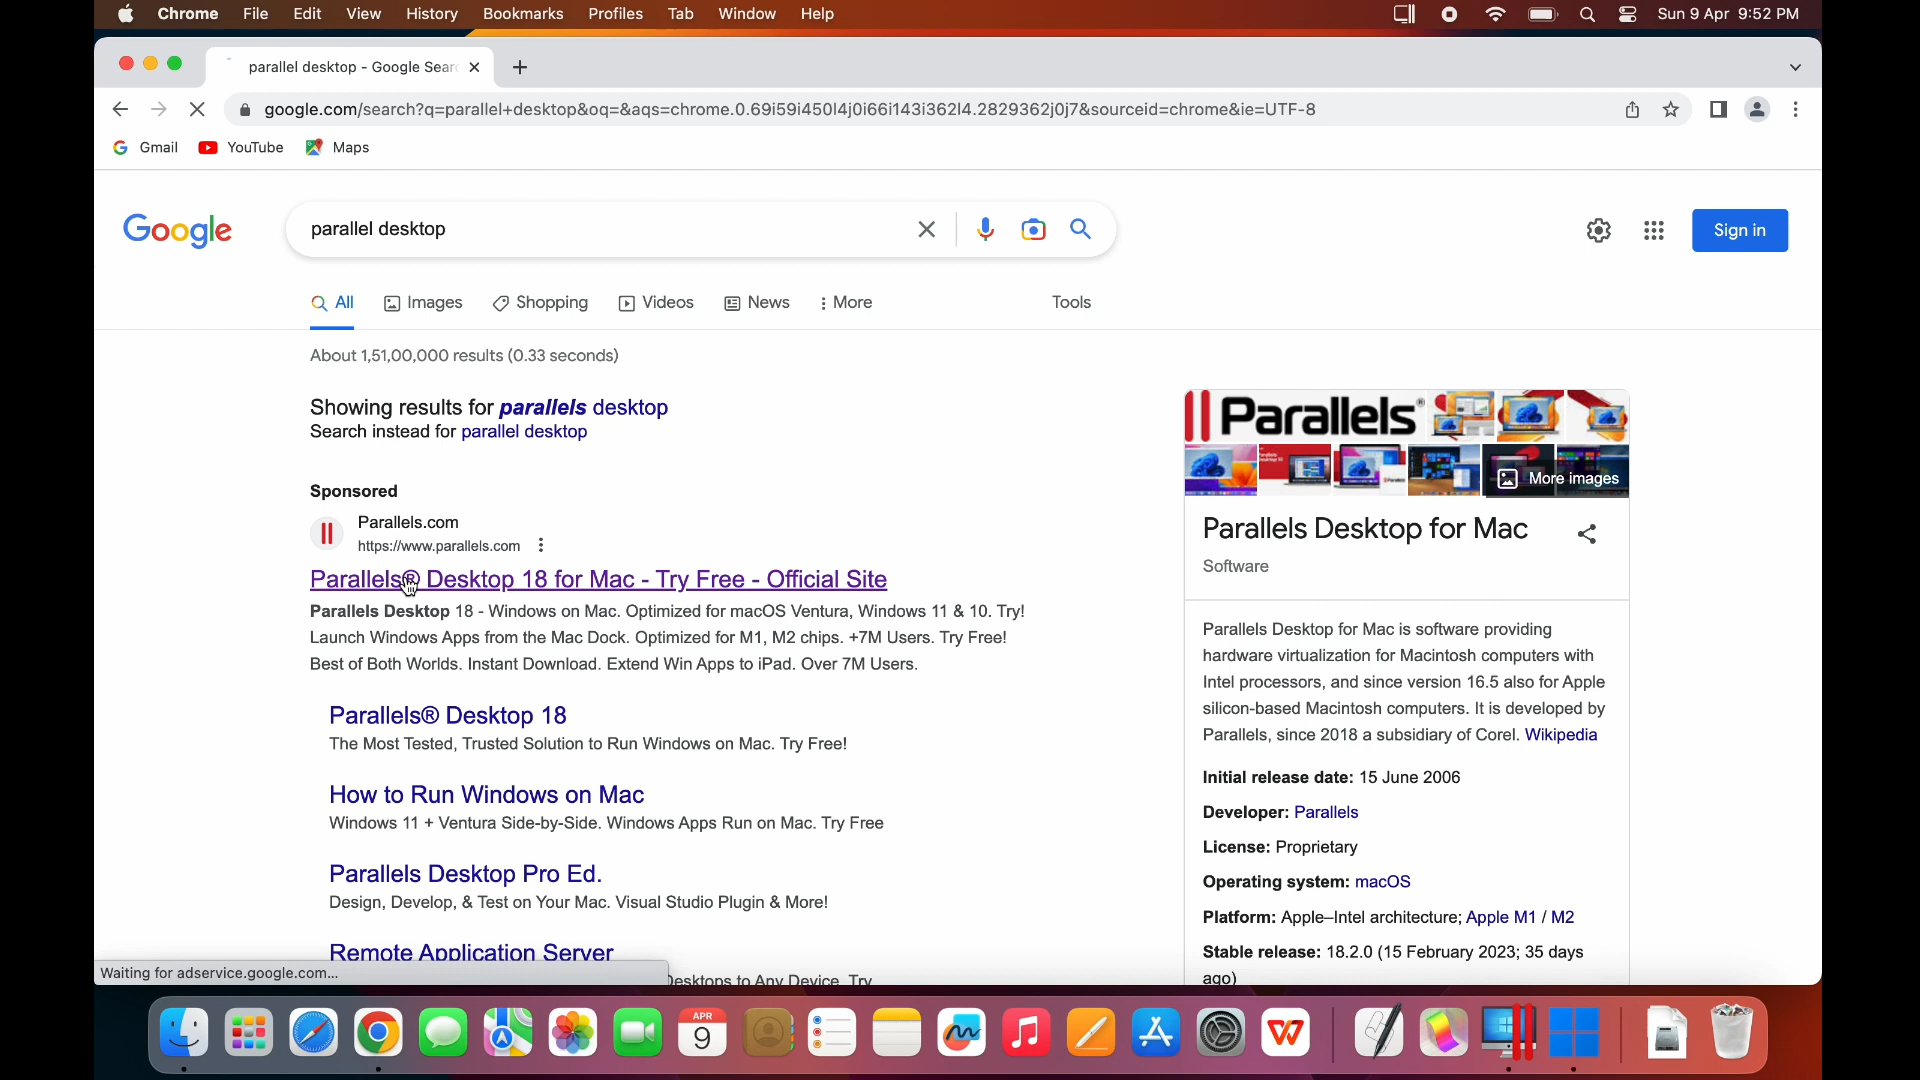 Chrome File Edit View History Bookmarks Profiles Tab Window Help Sun 9 Apr 9:52 PM
parallel desktop - Google Sear
google.com/search?q=parallel+desktop&oq=&aqs=chrome.0.69i59i450l4j0i66i143i362l4.2829362j0j7&sourceid=chrome&ie=UTF-8
Gmail YouTube Maps
Google
parallel desktop
Sign in
All Images Shopping Videos News More Tools
About 1,51,00,000 results (0.33 seconds)
Showing results for parallels desktop
Search instead for parallel desktop
Sponsored
Parallels.com
https://www.parallels.com
Parallels® Desktop 18 for Mac - Try Free - Official Site
Parallels Desktop 18 - Windows on Mac. Optimized for macOS Ventura, Windows 11 & 10. Try!
Launch Windows Apps from the Mac Dock. Optimized for M1, M2 chips. +7M Users. Try Free!
Best of Both Worlds. Instant Download. Extend Win Apps to iPad. Over 7M Users.
Parallels® Desktop 18
The Most Tested, Trusted Solution to Run Windows on Mac. Try Free!
How to Run Windows on Mac
Windows 11 + Ventura Side-by-Side. Windows Apps Run on Mac. Try Free
Parallels Desktop Pro Ed.
Design, Develop, & Test on Your Mac. Visual Studio Plugin & More!
Remote Application Server
Desktops to Any Device. Try
Waiting for adservice.google.com...
Parallels®
More images
Parallels Desktop for Mac
Software
Parallels Desktop for Mac is software providing
hardware virtualization for Macintosh computers with
Intel processors, and since version 16.5 also for Apple
silicon-based Macintosh computers. It is developed by
Parallels, since 2018 a subsidiary of Corel. Wikipedia
Initial release date: 15 June 2006
Developer: Parallels
License: Proprietary
Operating system: macOS
Platform: Apple–Intel architecture; Apple M1 / M2
Stable release: 18.2.0 (15 February 2023; 35 days
ago)
APR
9